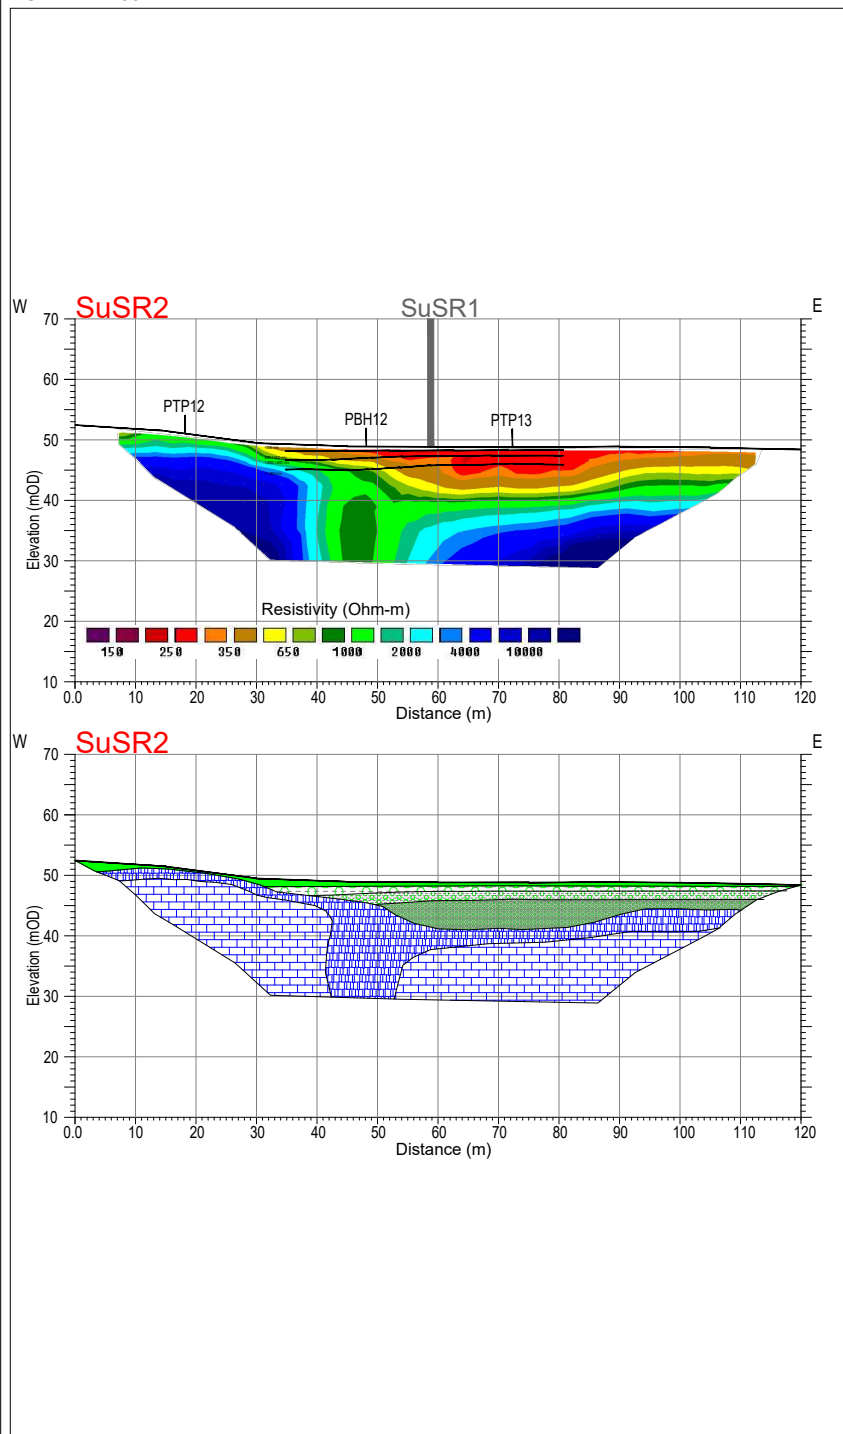 SuSR2 SuSR1
W E
70
60
PTP12 PBH12 PTP13
50
40
30
20
10
Elevation (mOD)
Resistivity (Ohm-m)
150 250 350 650 1000 2000 4000 10000
0.0 10 20 30 40 50 60 70 80 90 100 110 120
Distance (m)
SuSR2
W E
70
60
50
40
30
20
10
Elevation (mOD)
0.0 10 20 30 40 50 60 70 80 90 100 110 120
Distance (m)